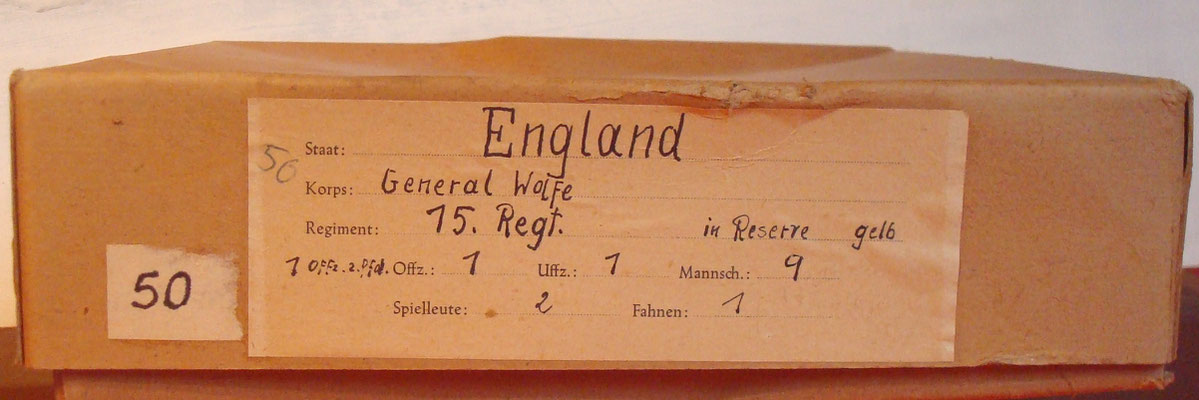 Staat: England
50
Korps: General Wolfe
Regiment: 15. Regt. in Reserve gelb
1 Offz. z. Pfd. Offz.: 1 Uffz.: 1 Mannsch.: 9
50
Spielleute: 2 Fahnen: 1